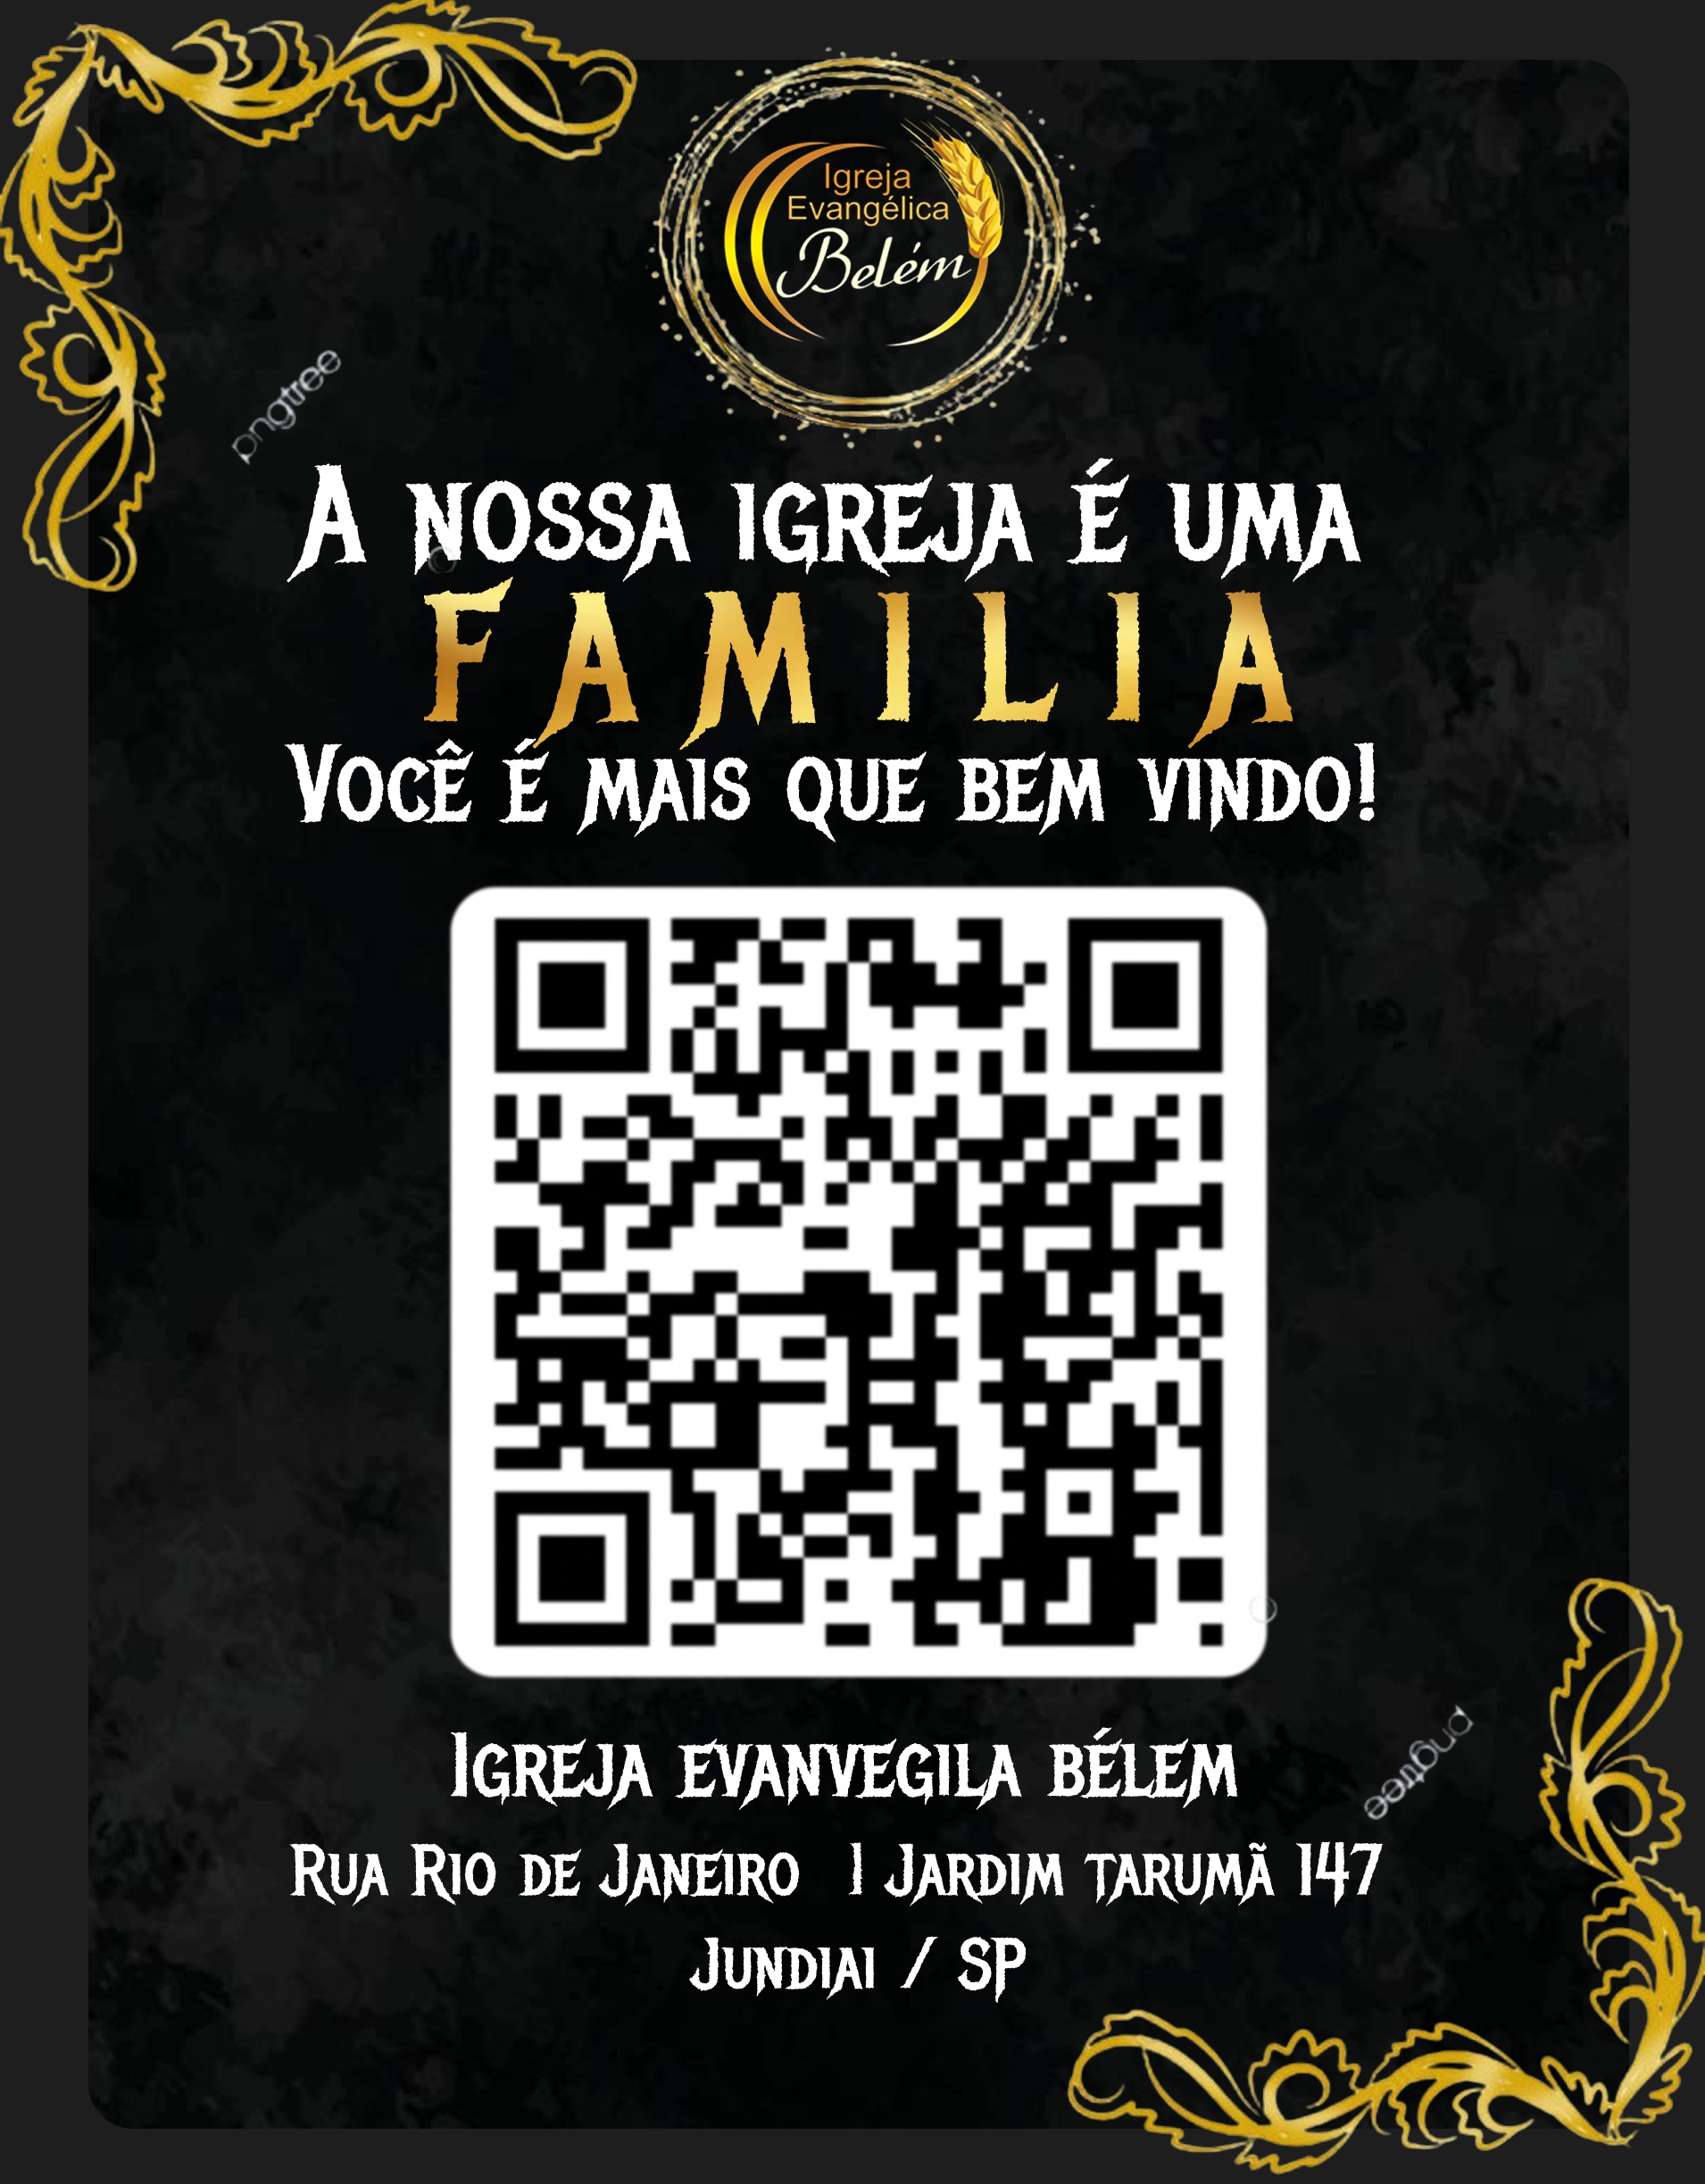 Igreja
Evangélica
Belém
pngtree
A NOSSA IGREJA É UMA
FAMILIA
VOCÊ É MAIS QUE BEM VINDO!
IGREJA EVANVEGILA BÉLEM
pngtree
RUA RIO DE JANEIRO | JARDIM TARUMÃ 147
JUNDIAI / SP